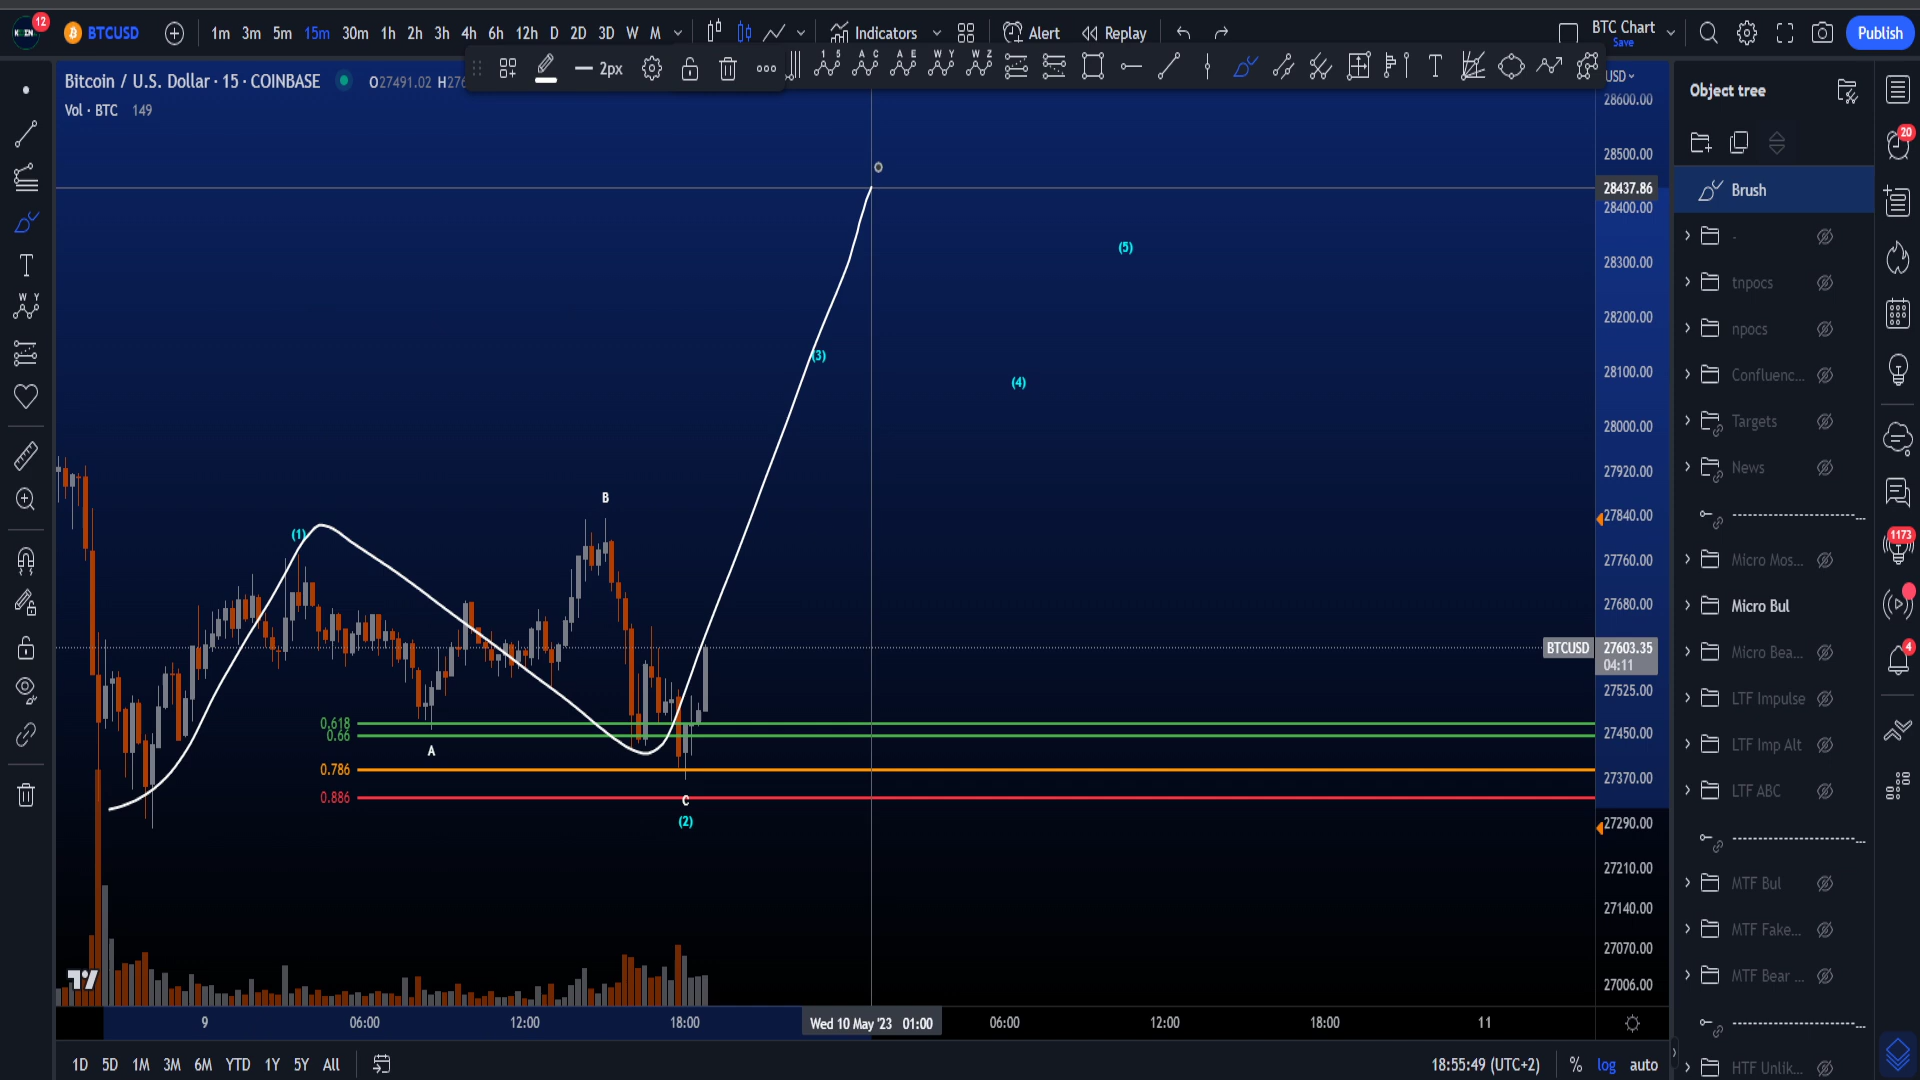 12
BTCUSD
1m 3m 5m 15m 30m 1h 2h 3h 4h 6h 12h D 2D 3D W M
Indicators
Alert
Replay
BTC Chart
Save
Publish
2px
Bitcoin / U.S. Dollar · 15 · COINBASE
O27491.02
Vol · BTC 149
USD
28600.00
28500.00
28437.86
28400.00
28300.00
28200.00
28100.00
28000.00
27920.00
27840.00
27760.00
27680.00
BTCUSD
27603.35
04:11
27525.00
27450.00
27370.00
27290.00
27210.00
27140.00
27070.00
27006.00
(1)
(3)
(4)
(5)
B
A
C
(2)
0.618
0.66
0.786
0.886
9
06:00
12:00
18:00
Wed 10 May '23 01:00
06:00
12:00
18:00
11
1D 5D 1M 3M 6M YTD 1Y 5Y All
18:55:49 (UTC+2)
%
log
auto
Object tree
Brush
-
tnpocs
npocs
Confluenc...
Targets
News
Micro Mos...
Micro Bul
Micro Bea...
LTF Impulse
LTF Imp Alt
LTF ABC
MTF Bul
MTF Fake...
MTF Bear ...
HTF Unlik...
20
1173
4